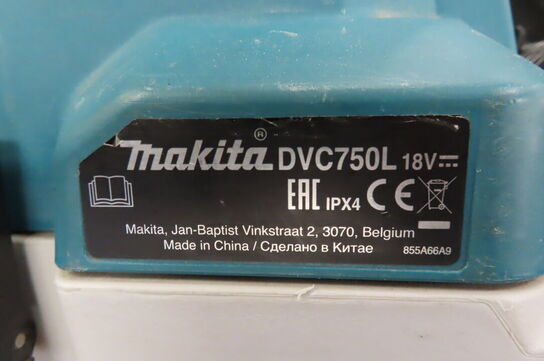 makita® DVC750L 18V
EAC IPX4 CE
Makita, Jan-Baptist Vinkstraat 2, 3070, Belgium
Made in China / Сделано в Китае 855A66A9